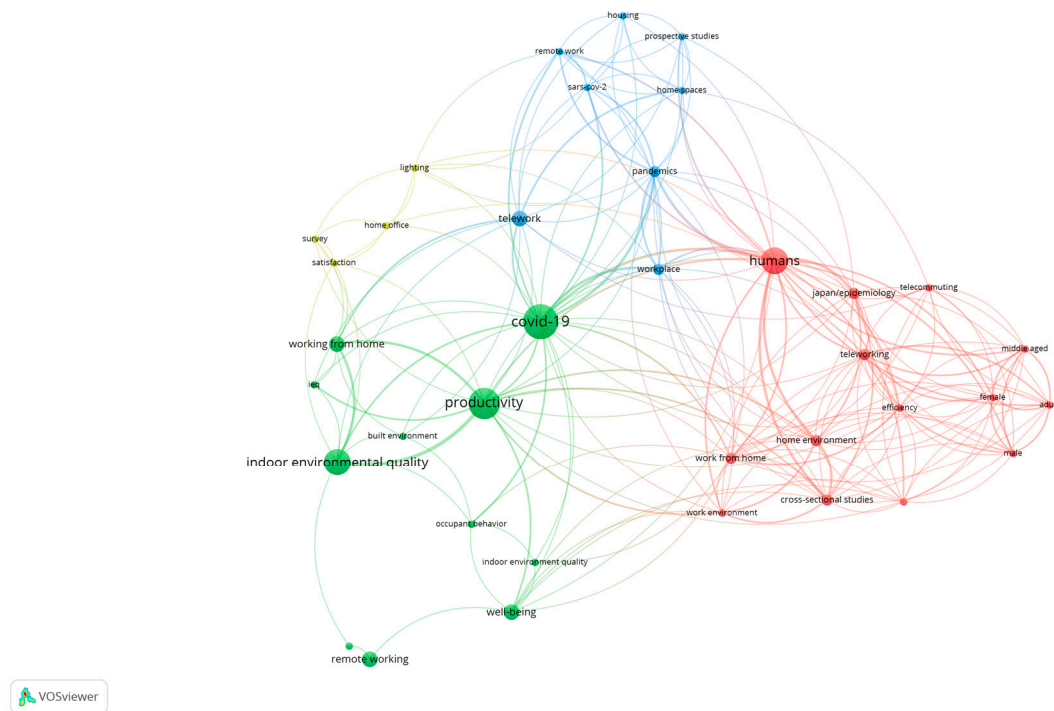 housing
prospective studies
remote work
sars-cov-2
home spaces
lighting
pandemics
telework
home office
survey
satisfaction
humans
workplace
japan/epidemiology
telecommuting
covid-19
working from home
middle aged
teleworking
ieq
productivity
female
adu
efficiency
built environment
home environment
male
indoor environmental quality
work from home
cross-sectional studies
work environment
occupant behavior
indoor environment quality
well-being
remote working
VOSviewer